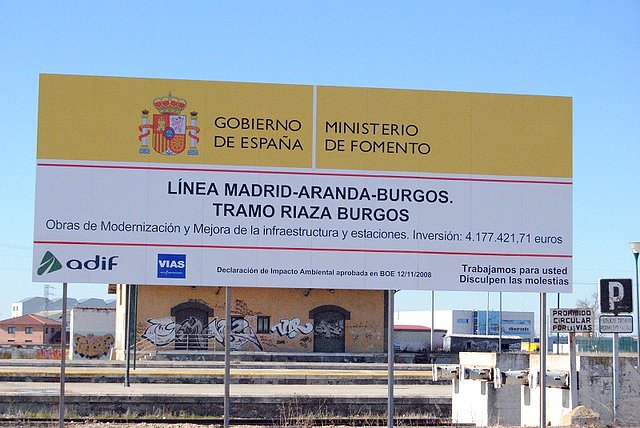 GOBIERNO
DE ESPAÑA
MINISTERIO
DE FOMENTO
LÍNEA MADRID-ARANDA-BURGOS.
TRAMO RIAZA BURGOS
Obras de Modernización y Mejora de la infraestructura y estaciones. Inversión: 4.177.421,71 euros
adif
VIAS
Declaración de Impacto Ambiental aprobada en BOE 12/11/2008
Trabajamos para usted
Disculpen las molestias
P
PROHIBIDO
CIRCULAR
POR LAS VIAS